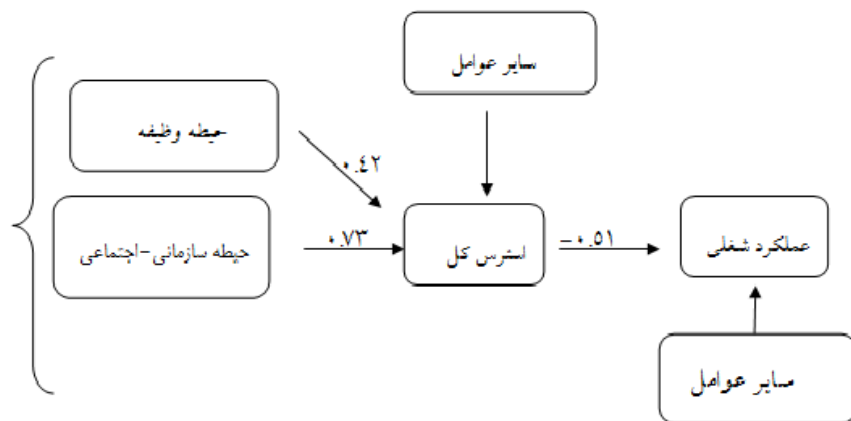 سایر عوامل
حیطه وظیفه
۰.۴۲
حیطه سازمانی-اجتماعی
۰.۷۳
استرس کل
-۰.۵۱
عملکرد شغلی
سایر عوامل